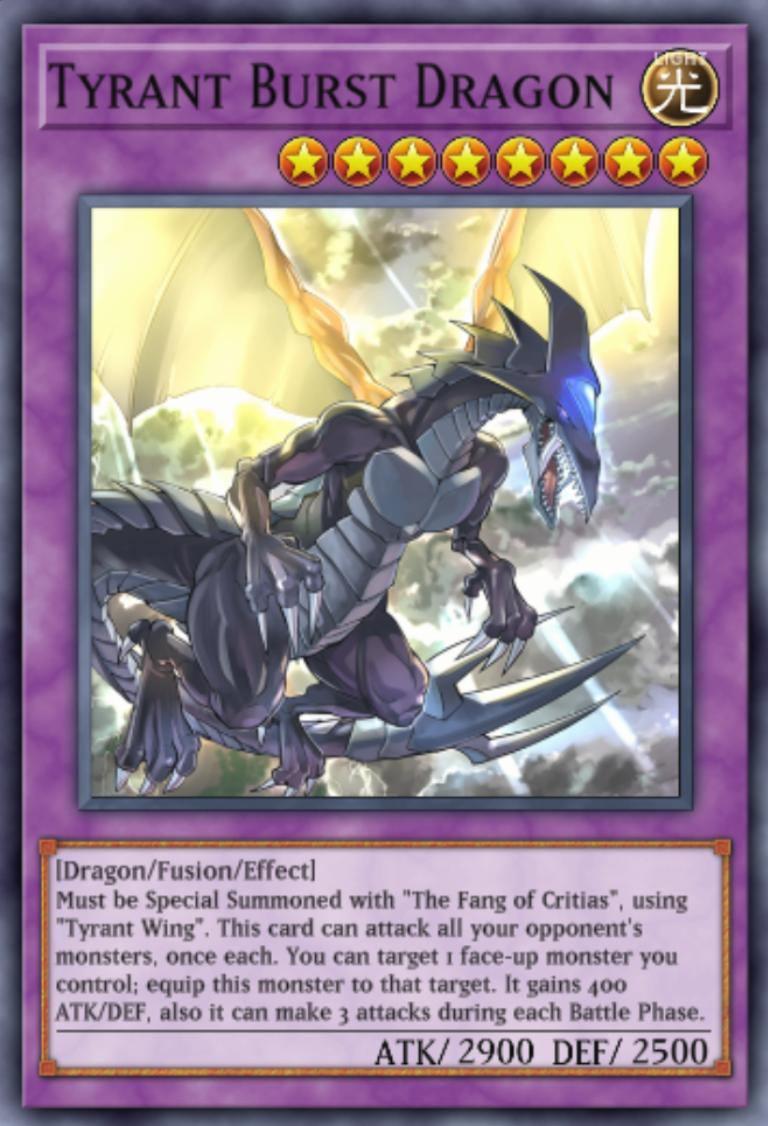 Tyrant Burst Dragon
LIGHT
光
[Dragon/Fusion/Effect]
Must be Special Summoned with "The Fang of Critias", using
"Tyrant Wing". This card can attack all your opponent's
monsters, once each. You can target 1 face-up monster you
control; equip this monster to that target. It gains 400
ATK/DEF, also it can make 3 attacks during each Battle Phase.
ATK/ 2900 DEF/ 2500